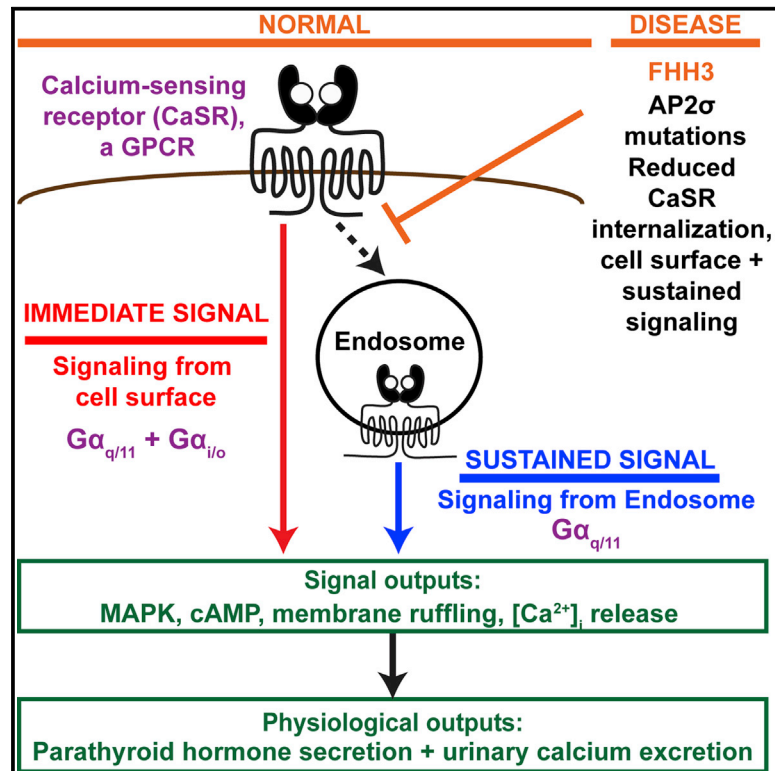 NORMAL
DISEASE
Calcium-sensing
receptor (CaSR),
a GPCR
FHH3
AP2σ
mutations
Reduced
CaSR
internalization,
cell surface +
sustained
signaling
IMMEDIATE SIGNAL
Signaling from
cell surface
Gαq/11 + Gαi/o
Endosome
SUSTAINED SIGNAL
Signaling from Endosome
Gαq/11
Signal outputs:
MAPK, cAMP, membrane ruffling, [Ca²⁺]i release
Physiological outputs:
Parathyroid hormone secretion + urinary calcium excretion